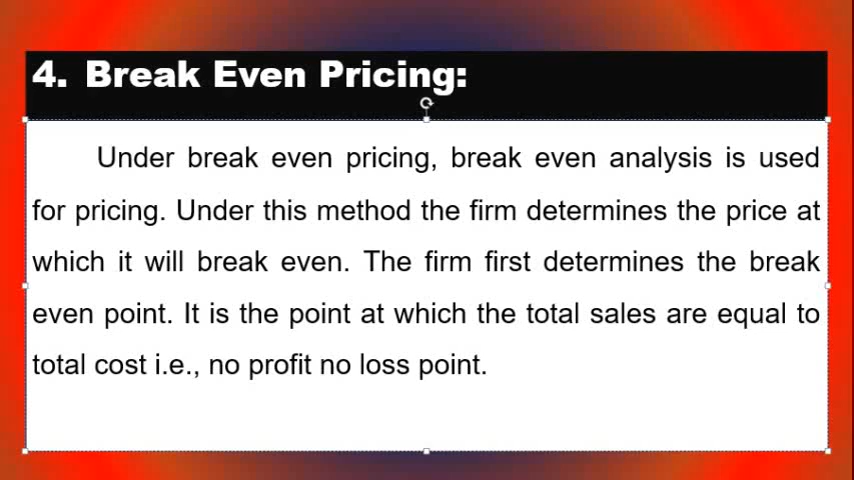 4. Break Even Pricing:
Under break even pricing, break even analysis is used
for pricing. Under this method the firm determines the price at
which it will break even. The firm first determines the break
even point. It is the point at which the total sales are equal to
total cost i.e., no profit no loss point.